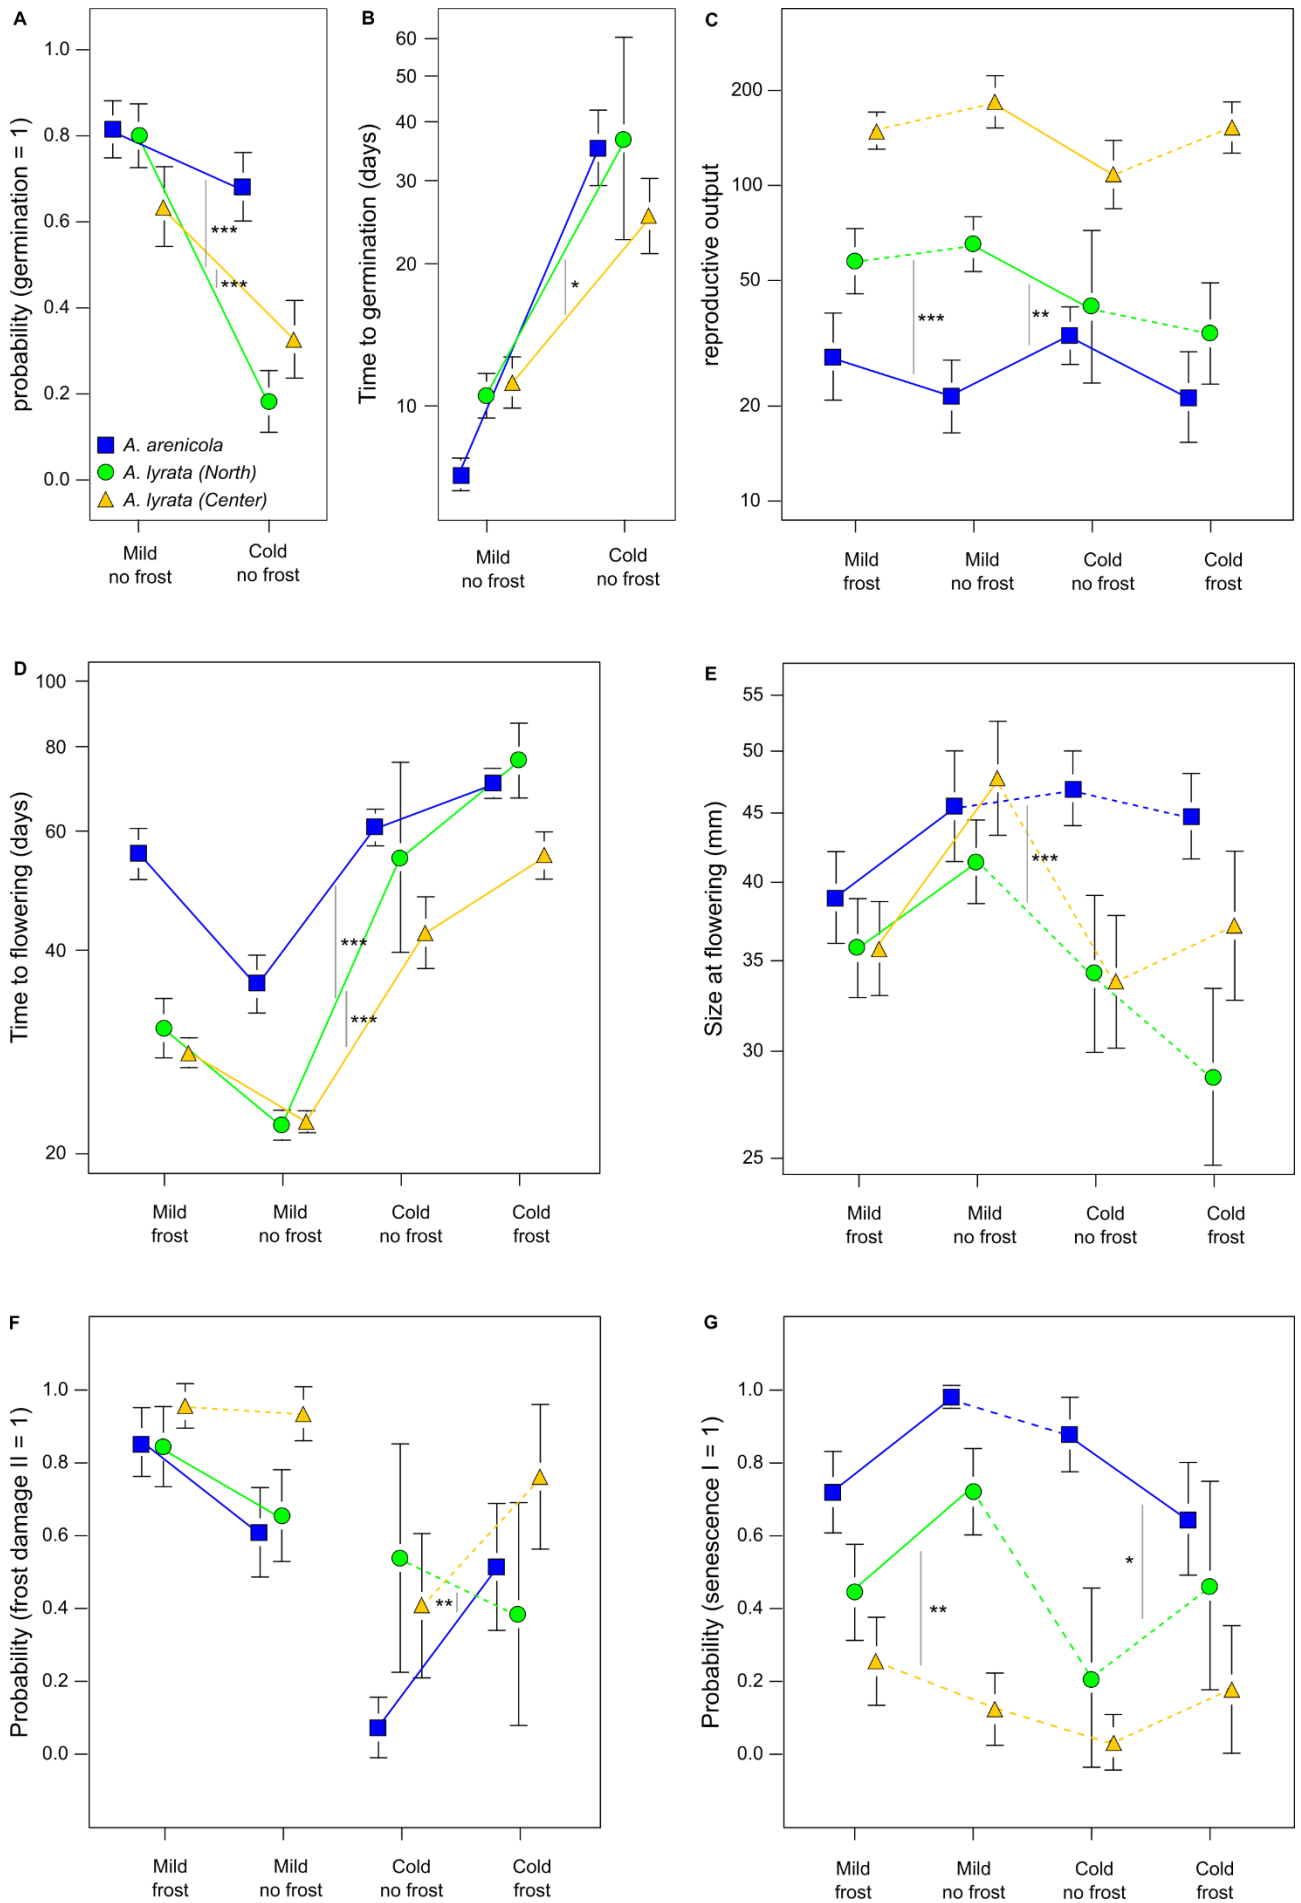 A
probability (germination = 1)
1.0
0.8
0.6
0.4
0.2
0.0
***
***
A. arenicola
A. lyrata (North)
A. lyrata (Center)
Mild
no frost
Cold
no frost
B
Time to germination (days)
60
50
40
30
20
10
*
Mild
no frost
Cold
no frost
C
reproductive output
200
100
50
20
10
***
**
Mild
frost
Mild
no frost
Cold
no frost
Cold
frost
D
Time to flowering (days)
100
80
60
40
20
***
***
Mild
frost
Mild
no frost
Cold
no frost
Cold
frost
E
Size at flowering (mm)
55
50
45
40
35
30
25
***
Mild
frost
Mild
no frost
Cold
no frost
Cold
frost
F
Probability (frost damage II = 1)
1.0
0.8
0.6
0.4
0.2
0.0
**
Mild
frost
Mild
no frost
Cold
no frost
Cold
frost
G
Probability (senescence I = 1)
1.0
0.8
0.6
0.4
0.2
0.0
**
*
Mild
frost
Mild
no frost
Cold
no frost
Cold
frost